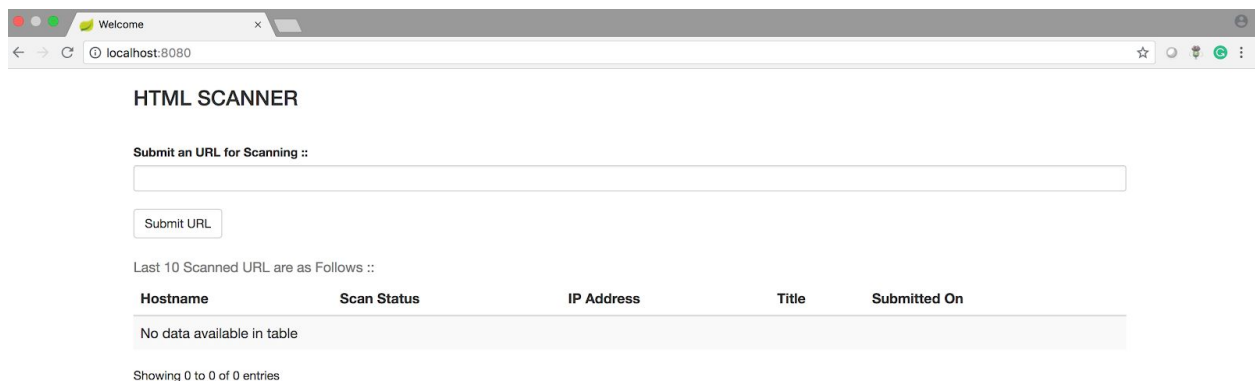 Welcome
localhost:8080
HTML SCANNER
Submit an URL for Scanning ::
Submit URL
Last 10 Scanned URL are as Follows ::
Hostname Scan Status IP Address Title Submitted On
No data available in table
Showing 0 to 0 of 0 entries